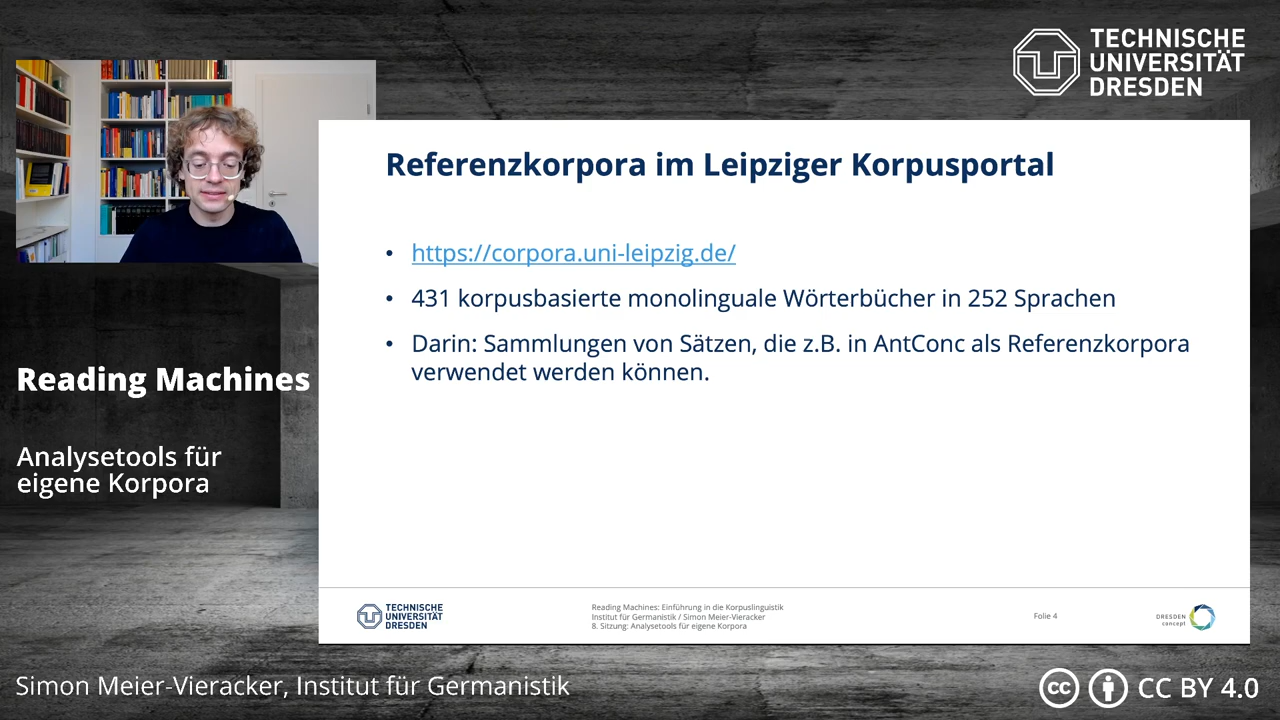 TECHNISCHE
UNIVERSITÄT
DRESDEN
Referenzkorpora im Leipziger Korpusportal
• https://corpora.uni-leipzig.de/
• 431 korpusbasierte monolinguale Wörterbücher in 252 Sprachen
• Darin: Sammlungen von Sätzen, die z.B. in AntConc als Referenzkorpora
verwendet werden können.
Reading Machines
Analysetools für
eigene Korpora
TECHNISCHE
UNIVERSITÄT
DRESDEN
Reading Machines: Einführung in die Korpuslinguistik
Institut für Germanistik / Simon Meier-Vieracker
8. Sitzung: Analysetools für eigene Korpora
Folie 4
DRESDEN
concept
Simon Meier-Vieracker, Institut für Germanistik
cc
CC BY 4.0